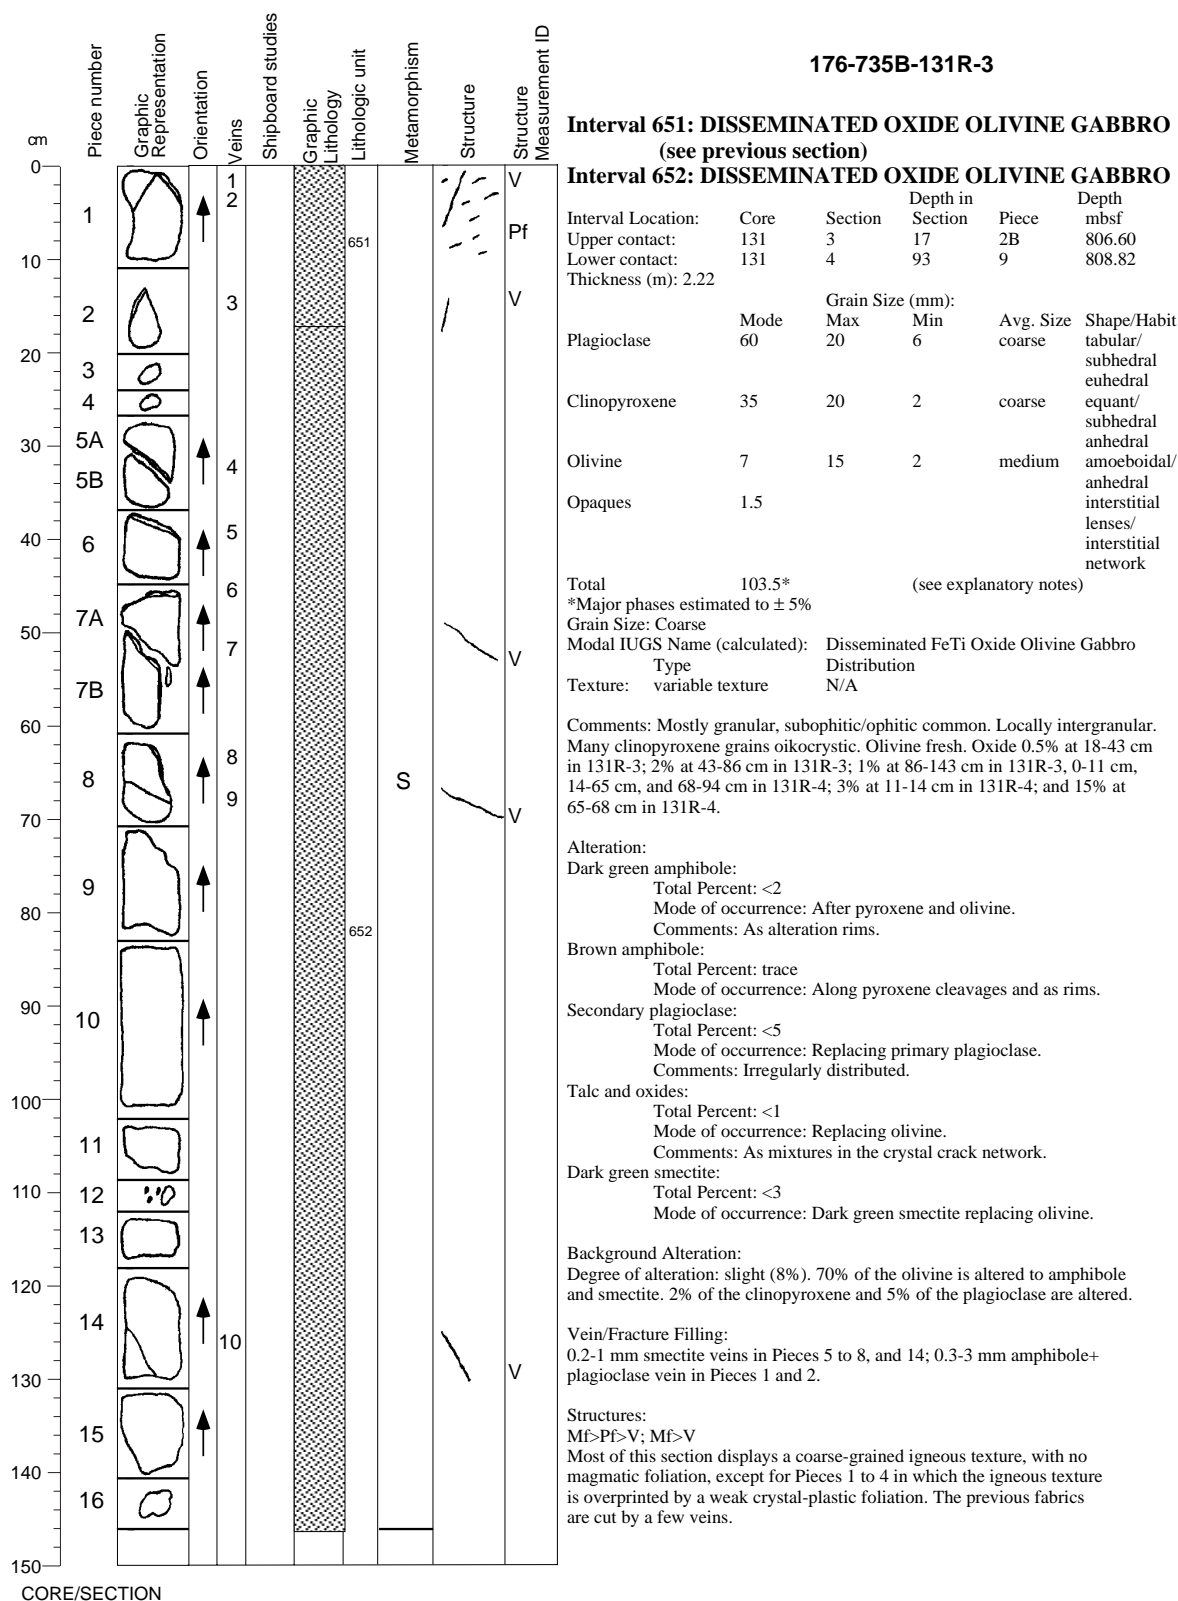 cm
Piece number
Graphic
Representation
Orientation
Veins
Shipboard studies
Graphic
Lithology
Lithologic unit
Metamorphism
Structure
Structure
Measurement ID
0
10
20
30
40
50
60
70
80
90
100
110
120
130
140
150
1
2
3
4
5A
5B
6
7A
7B
8
9
10
11
12
13
14
15
16
1
2
3
4
5
6
7
8
9
10
651
652
S
V
Pf
V
V
V
V
CORE/SECTION
176-735B-131R-3
Interval 651: DISSEMINATED OXIDE OLIVINE GABBRO
(see previous section)
Interval 652: DISSEMINATED OXIDE OLIVINE GABBRO
Depth in Depth
Interval Location: Core Section Section Piece mbsf
Upper contact: 131 3 17 2B 806.60
Lower contact: 131 4 93 9 808.82
Thickness (m): 2.22
Grain Size (mm):
Mode Max Min Avg. Size Shape/Habit
Plagioclase 60 20 6 coarse tabular/
subhedral
euhedral
Clinopyroxene 35 20 2 coarse equant/
subhedral
anhedral
Olivine 7 15 2 medium amoeboidal/
anhedral
Opaques 1.5 interstitial
lenses/
interstitial
network
Total 103.5* (see explanatory notes)
*Major phases estimated to ± 5%
Grain Size: Coarse
Modal IUGS Name (calculated): Disseminated FeTi Oxide Olivine Gabbro
Type Distribution
Texture: variable texture N/A
Comments: Mostly granular, subophitic/ophitic common. Locally intergranular.
Many clinopyroxene grains oikocrystic. Olivine fresh. Oxide 0.5% at 18-43 cm
in 131R-3; 2% at 43-86 cm in 131R-3; 1% at 86-143 cm in 131R-3, 0-11 cm,
14-65 cm, and 68-94 cm in 131R-4; 3% at 11-14 cm in 131R-4; and 15% at
65-68 cm in 131R-4.
Alteration:
Dark green amphibole:
Total Percent: <2
Mode of occurrence: After pyroxene and olivine.
Comments: As alteration rims.
Brown amphibole:
Total Percent: trace
Mode of occurrence: Along pyroxene cleavages and as rims.
Secondary plagioclase:
Total Percent: <5
Mode of occurrence: Replacing primary plagioclase.
Comments: Irregularly distributed.
Talc and oxides:
Total Percent: <1
Mode of occurrence: Replacing olivine.
Comments: As mixtures in the crystal crack network.
Dark green smectite:
Total Percent: <3
Mode of occurrence: Dark green smectite replacing olivine.
Background Alteration:
Degree of alteration: slight (8%). 70% of the olivine is altered to amphibole
and smectite. 2% of the clinopyroxene and 5% of the plagioclase are altered.
Vein/Fracture Filling:
0.2-1 mm smectite veins in Pieces 5 to 8, and 14; 0.3-3 mm amphibole+
plagioclase vein in Pieces 1 and 2.
Structures:
Mf>Pf>V; Mf>V
Most of this section displays a coarse-grained igneous texture, with no
magmatic foliation, except for Pieces 1 to 4 in which the igneous texture
is overprinted by a weak crystal-plastic foliation. The previous fabrics
are cut by a few veins.